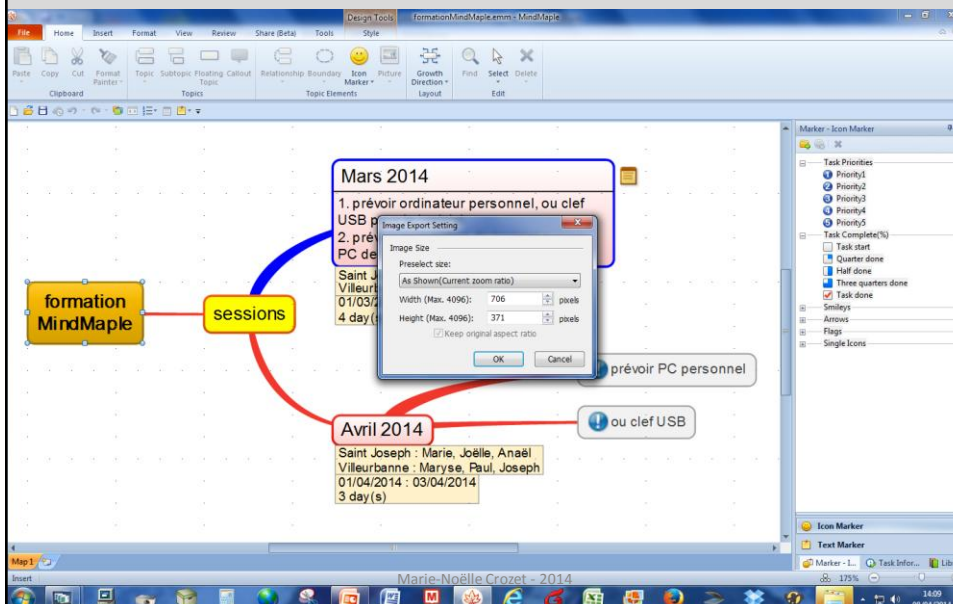 Design Tools
formationMindMaple.emm - MindMaple
File Home Insert Format View Review Share (Beta) Tools Style
Paste Copy Cut Format Painter
Topic Subtopic Floating Topic Callout
Relationship Boundary Icon Marker Picture
Growth Direction
Find Select Delete
Clipboard Topics Topic Elements Layout Edit
Marker - Icon Marker
Task Priorities
Priority1
Priority2
Priority3
Priority4
Priority5
Task Complete(%)
Task start
Quarter done
Half done
Three quarters done
Task done
Smileys
Arrows
Flags
Single Icons
formation
MindMaple
sessions
Mars 2014
1. prévoir ordinateur personnel, ou clef
USB
2.
PC de
Saint
01/03/
4 day(s
Image Export Setting
Image Size
Preselect size:
As Shown(Current zoom ratio)
Width (Max. 4096): 706 pixels
Height (Max. 4096): 371 pixels
Keep original aspect ratio
OK Cancel
prévoir PC personnel
ou clef USB
Avril 2014
Saint Joseph : Marie, Joëlle, Anaël
Villeurbanne : Maryse, Paul, Joseph
01/04/2014 : 03/04/2014
3 day(s)
Icon Marker
Text Marker
Map 1
Marker - I... Task Infor... Lib
Insert
175%
Marie-Noëlle Crozet - 2014
14:09